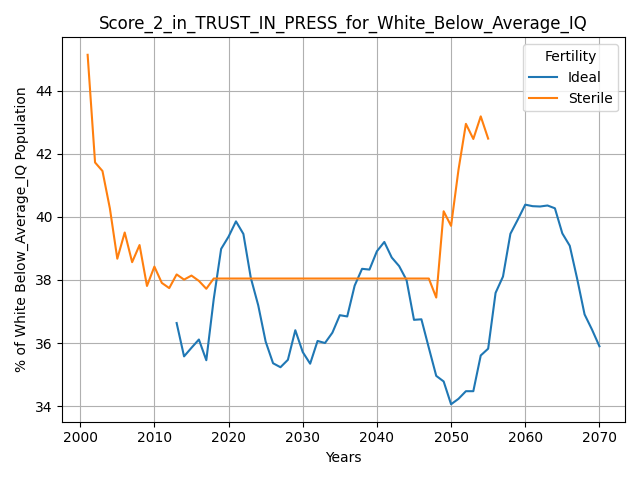 Score_2_in_TRUST_IN_PRESS_for_White_Below_Average_IQ
Fertility
Ideal
Sterile
% of White Below_Average_IQ Population
44
42
40
38
36
34
2000 2010 2020 2030 2040 2050 2060 2070
Years